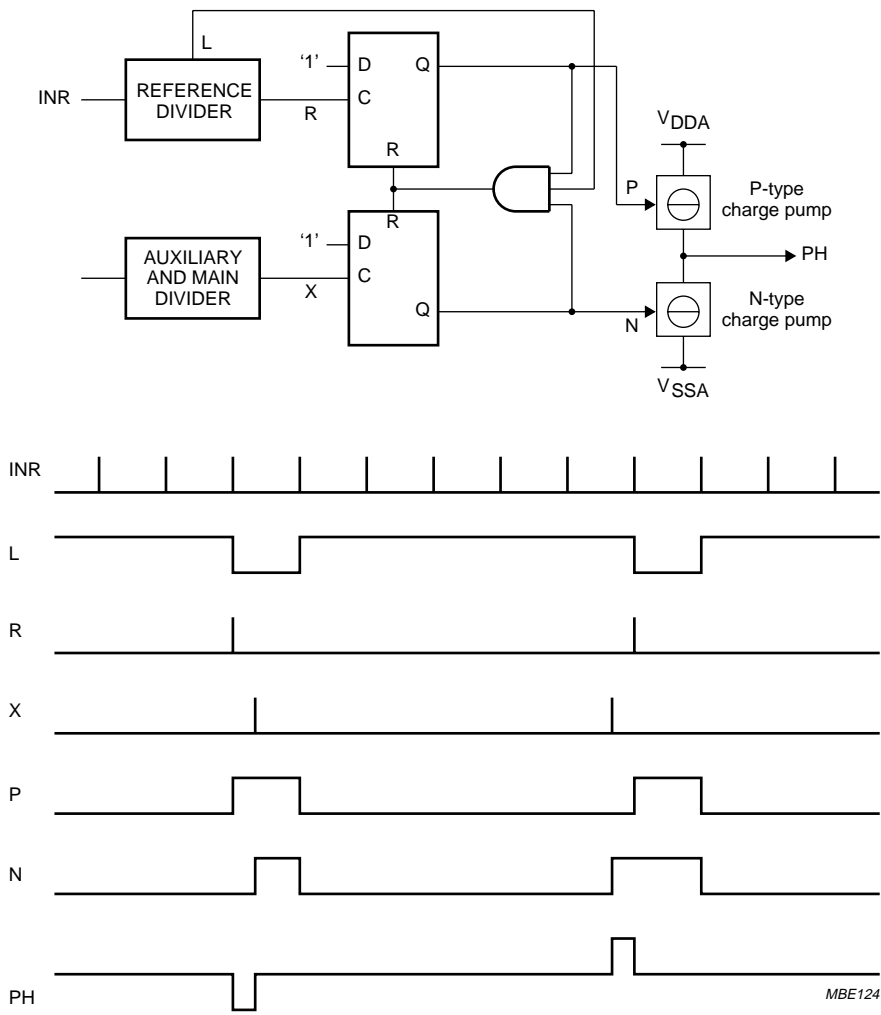 L
INR
REFERENCE
DIVIDER
R
'1'
D
Q
C
R
V DDA
P
P-type
charge pump
PH
R
'1'
D
C
Q
AUXILIARY
AND MAIN
DIVIDER
X
N
N-type
charge pump
V SSA
INR
L
R
X
P
N
PH
MBE124